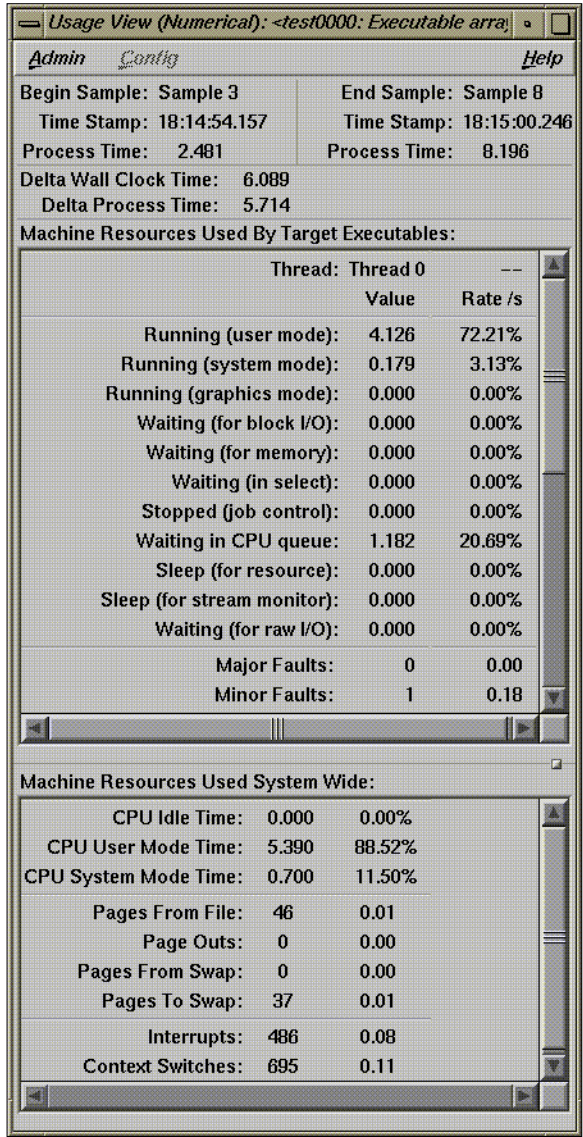 Usage View (Numerical): <test0000: Executable array
Admin Config Help
Begin Sample: Sample 3 End Sample: Sample 8
Time Stamp: 18:14:54.157 Time Stamp: 18:15:00.246
Process Time: 2.481 Process Time: 8.196
Delta Wall Clock Time: 6.089
Delta Process Time: 5.714
Machine Resources Used By Target Executables:
Thread: Thread 0 --
Value Rate /s
Running (user mode): 4.126 72.21%
Running (system mode): 0.179 3.13%
Running (graphics mode): 0.000 0.00%
Waiting (for block I/O): 0.000 0.00%
Waiting (for memory): 0.000 0.00%
Waiting (in select): 0.000 0.00%
Stopped (job control): 0.000 0.00%
Waiting in CPU queue: 1.182 20.69%
Sleep (for resource): 0.000 0.00%
Sleep (for stream monitor): 0.000 0.00%
Waiting (for raw I/O): 0.000 0.00%
Major Faults: 0 0.00
Minor Faults: 1 0.18
Machine Resources Used System Wide:
CPU Idle Time: 0.000 0.00%
CPU User Mode Time: 5.390 88.52%
CPU System Mode Time: 0.700 11.50%
Pages From File: 46 0.01
Page Outs: 0 0.00
Pages From Swap: 0 0.00
Pages To Swap: 37 0.01
Interrupts: 486 0.08
Context Switches: 695 0.11